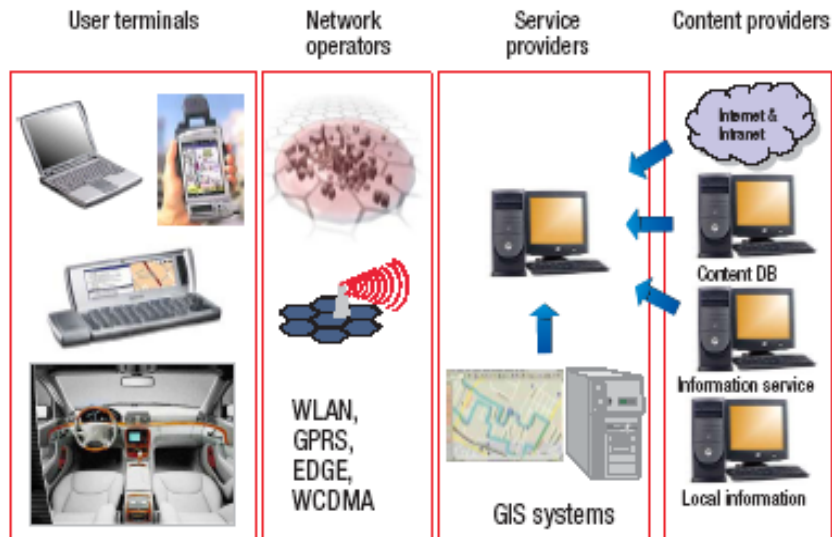 User terminals
Network
operators
Service
providers
Content providers
Internet &
Intranet
Content DB
Information service
Local information
WLAN,
GPRS,
EDGE,
WCDMA
GIS systems